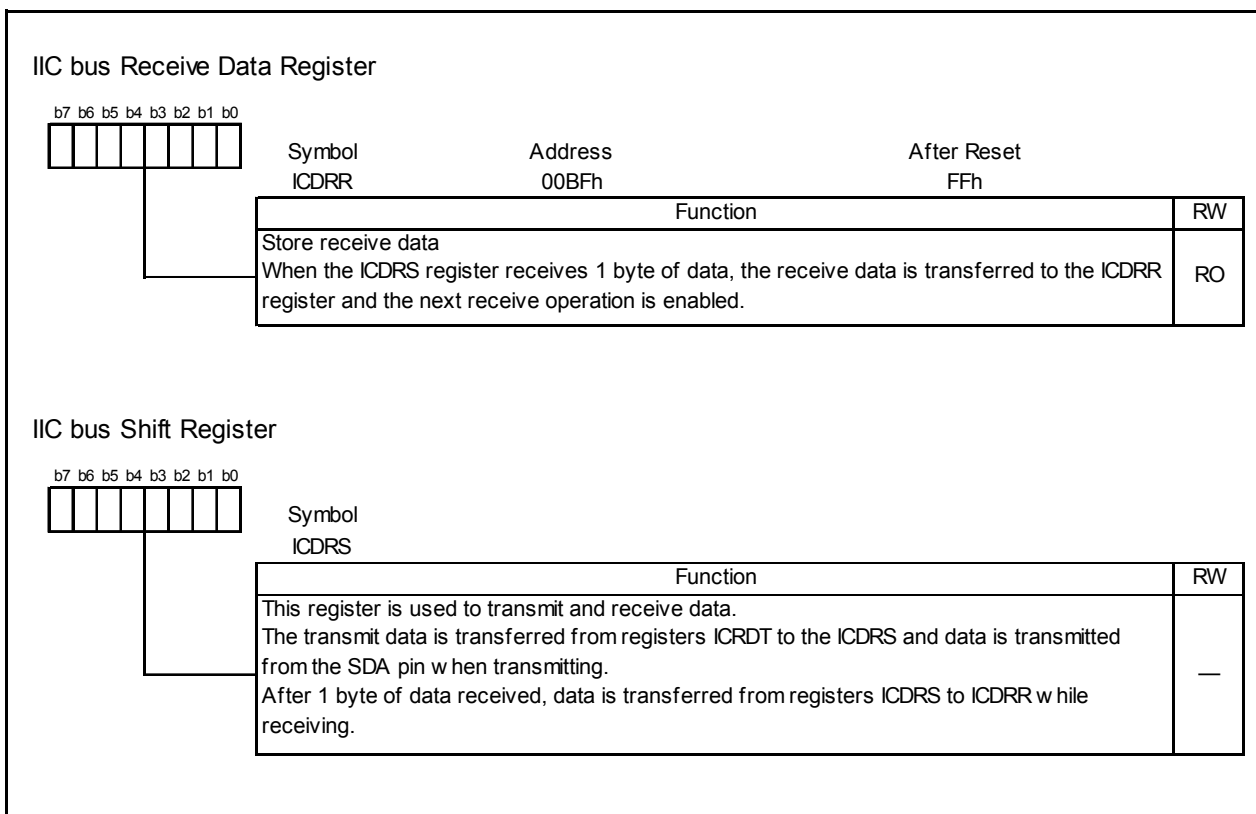 IIC bus Receive Data Register
b7 b6 b5 b4 b3 b2 b1 b0
Symbol Address After Reset
ICDRR 00BFh FFh
Function RW
Store receive data
When the ICDRS register receives 1 byte of data, the receive data is transferred to the ICDRR
register and the next receive operation is enabled.
RO
IIC bus Shift Register
b7 b6 b5 b4 b3 b2 b1 b0
Symbol
ICDRS
Function RW
This register is used to transmit and receive data.
The transmit data is transferred from registers ICRDT to the ICDRS and data is transmitted
from the SDA pin w hen transmitting.
After 1 byte of data received, data is transferred from registers ICDRS to ICDRR w hile
receiving.
—